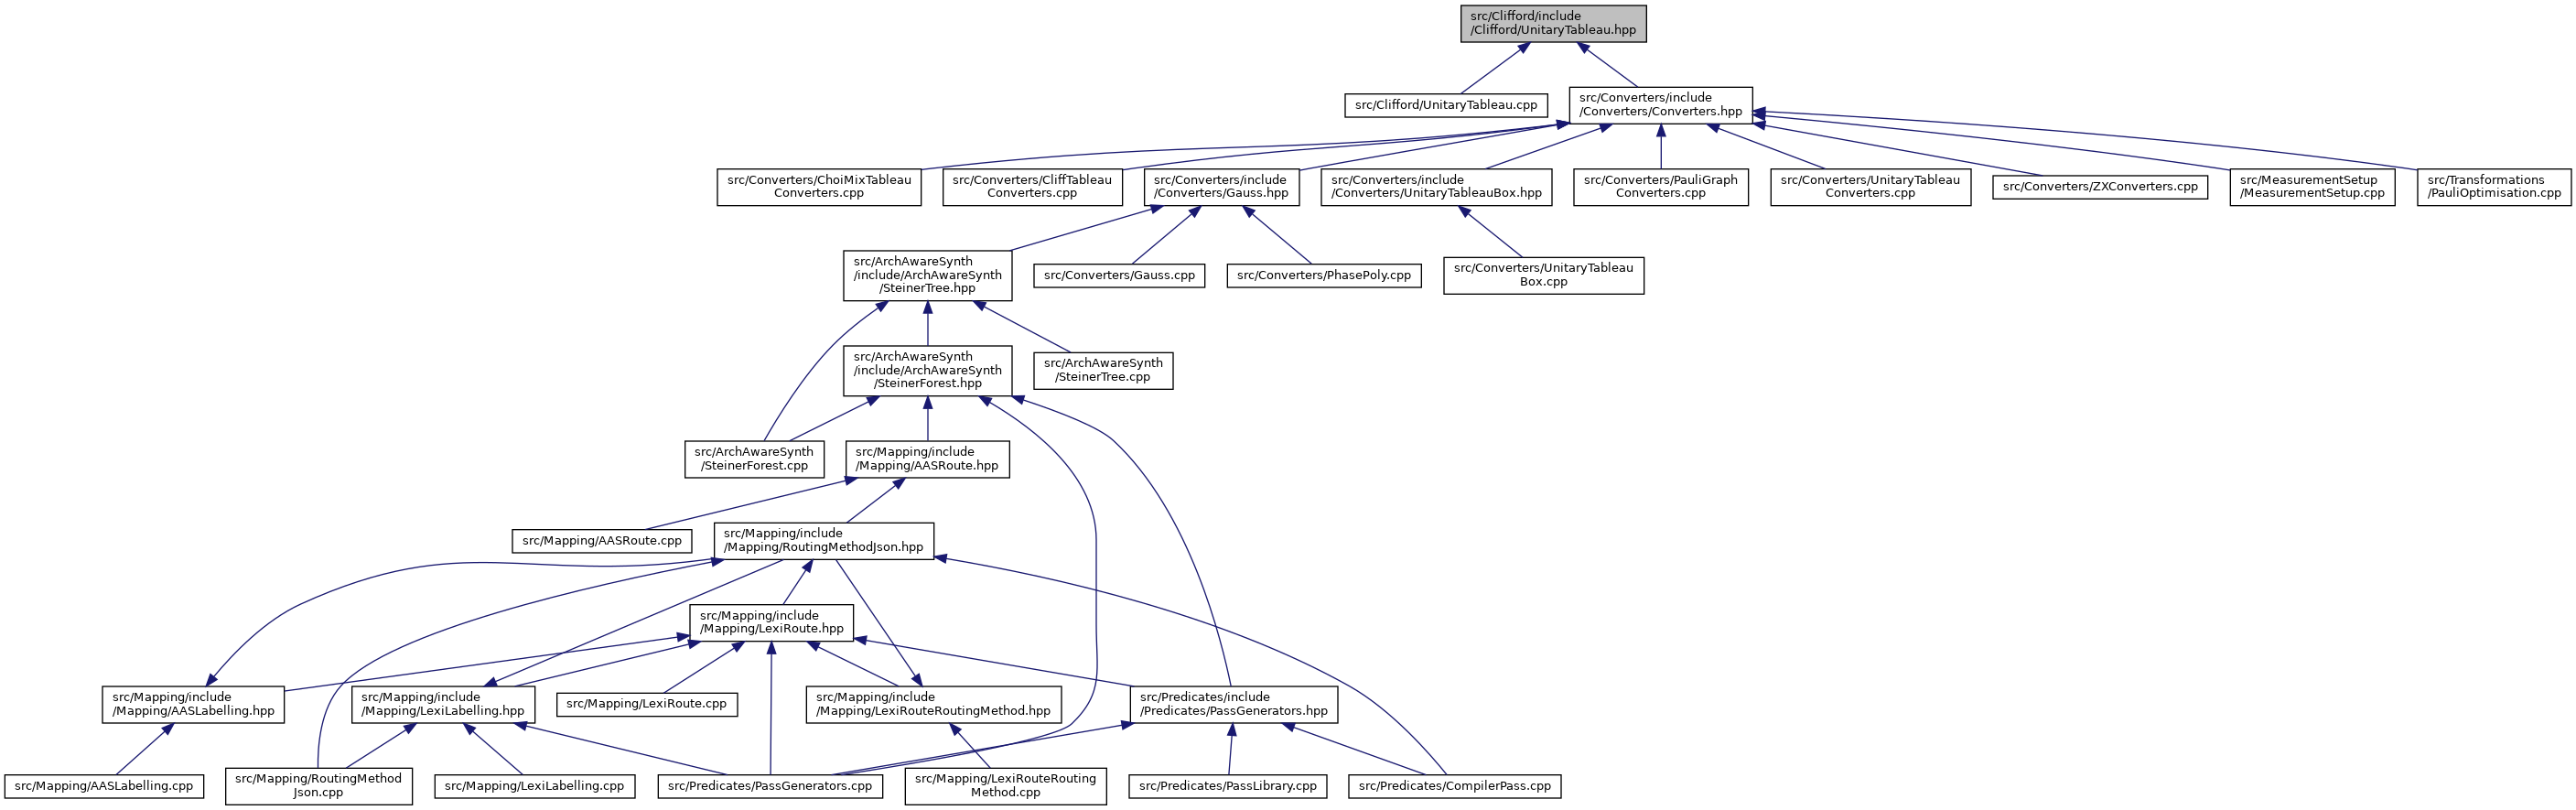 src/Clifford/include
/Clifford/UnitaryTableau.hpp
src/Clifford/UnitaryTableau.cpp
src/Converters/include
/Converters/Converters.hpp
src/Converters/ChoiMixTableau
Converters.cpp
src/Converters/CliffTableau
Converters.cpp
src/Converters/include
/Converters/Gauss.hpp
src/Converters/include
/Converters/UnitaryTableauBox.hpp
src/Converters/PauliGraph
Converters.cpp
src/Converters/UnitaryTableau
Converters.cpp
src/Converters/ZXConverters.cpp
src/MeasurementSetup
/MeasurementSetup.cpp
src/Transformations
/PauliOptimisation.cpp
src/ArchAwareSynth
/include/ArchAwareSynth
/SteinerTree.hpp
src/Converters/Gauss.cpp
src/Converters/PhasePoly.cpp
src/Converters/UnitaryTableau
Box.cpp
src/ArchAwareSynth
/include/ArchAwareSynth
/SteinerForest.hpp
src/ArchAwareSynth
/SteinerTree.cpp
src/ArchAwareSynth
/SteinerForest.cpp
src/Mapping/include
/Mapping/AASRoute.hpp
src/Mapping/AASRoute.cpp
src/Mapping/include
/Mapping/RoutingMethodJson.hpp
src/Mapping/include
/Mapping/LexiRoute.hpp
src/Mapping/include
/Mapping/AASLabelling.hpp
src/Mapping/include
/Mapping/LexiLabelling.hpp
src/Mapping/LexiRoute.cpp
src/Mapping/include
/Mapping/LexiRouteRoutingMethod.hpp
src/Predicates/include
/Predicates/PassGenerators.hpp
src/Mapping/AASLabelling.cpp
src/Mapping/RoutingMethod
Json.cpp
src/Mapping/LexiLabelling.cpp
src/Predicates/PassGenerators.cpp
src/Mapping/LexiRouteRouting
Method.cpp
src/Predicates/PassLibrary.cpp
src/Predicates/CompilerPass.cpp